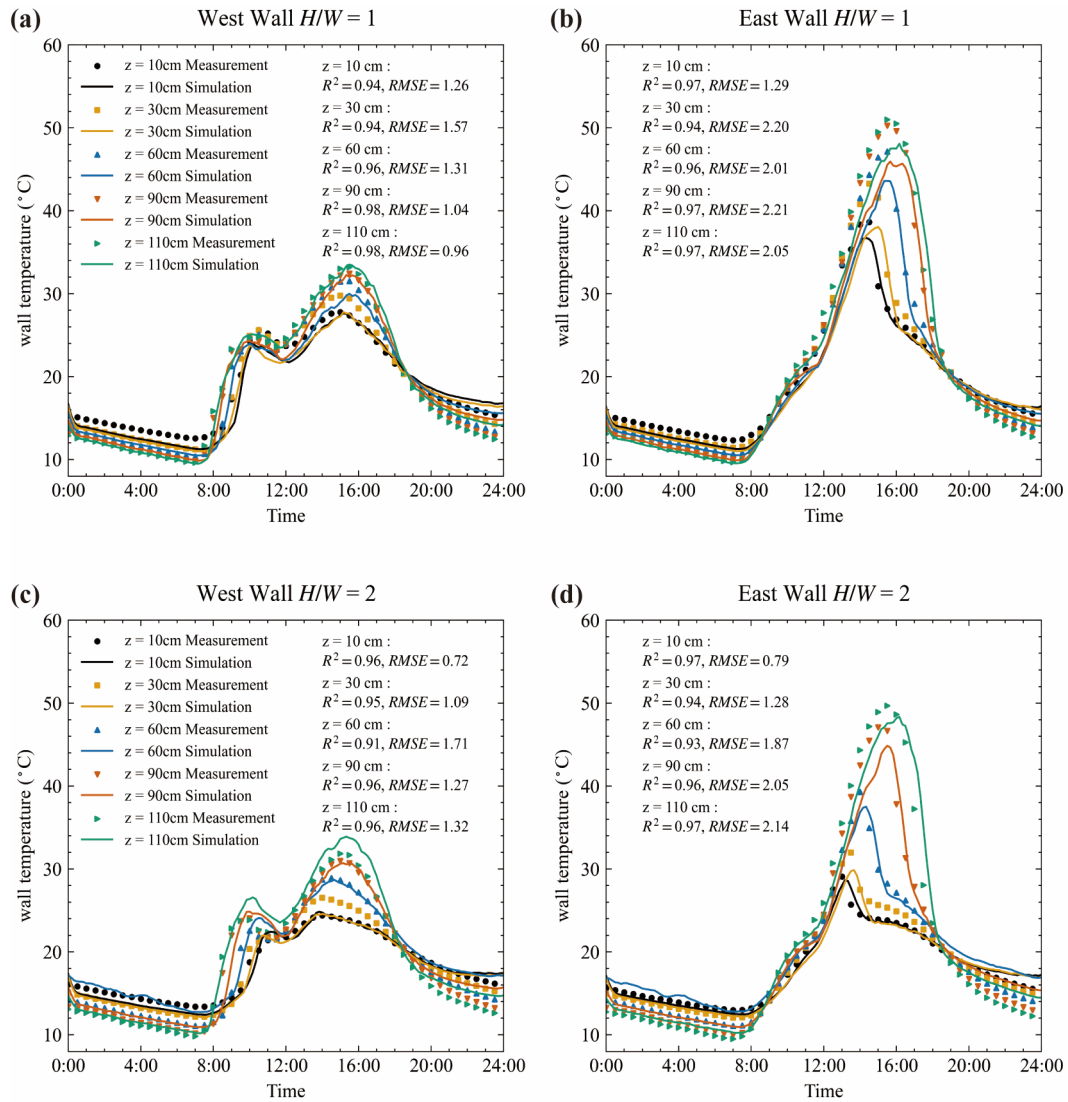 (a)
West Wall H/W = 1
60
50
40
30
20
10
wall temperature (°C)
z = 10cm Measurement
z = 10cm Simulation
z = 30cm Measurement
z = 30cm Simulation
z = 60cm Measurement
z = 60cm Simulation
z = 90cm Measurement
z = 90cm Simulation
z = 110cm Measurement
z = 110cm Simulation
z = 10 cm :
R² = 0.94, RMSE = 1.26
z = 30 cm :
R² = 0.94, RMSE = 1.57
z = 60 cm :
R² = 0.96, RMSE = 1.31
z = 90 cm :
R² = 0.98, RMSE = 1.04
z = 110 cm :
R² = 0.98, RMSE = 0.96
0:00 4:00 8:00 12:00 16:00 20:00 24:00
Time
(b)
East Wall H/W = 1
60
50
40
30
20
10
wall temperature (°C)
z = 10 cm :
R² = 0.97, RMSE = 1.29
z = 30 cm :
R² = 0.94, RMSE = 2.20
z = 60 cm :
R² = 0.96, RMSE = 2.01
z = 90 cm :
R² = 0.97, RMSE = 2.21
z = 110 cm :
R² = 0.97, RMSE = 2.05
0:00 4:00 8:00 12:00 16:00 20:00 24:00
Time
(c)
West Wall H/W = 2
60
50
40
30
20
10
wall temperature (°C)
z = 10cm Measurement
z = 10cm Simulation
z = 30cm Measurement
z = 30cm Simulation
z = 60cm Measurement
z = 60cm Simulation
z = 90cm Measurement
z = 90cm Simulation
z = 110cm Measurement
z = 110cm Simulation
z = 10 cm :
R² = 0.96, RMSE = 0.72
z = 30 cm :
R² = 0.95, RMSE = 1.09
z = 60 cm :
R² = 0.91, RMSE = 1.71
z = 90 cm :
R² = 0.96, RMSE = 1.27
z = 110 cm :
R² = 0.96, RMSE = 1.32
0:00 4:00 8:00 12:00 16:00 20:00 24:00
Time
(d)
East Wall H/W = 2
60
50
40
30
20
10
wall temperature (°C)
z = 10 cm :
R² = 0.97, RMSE = 0.79
z = 30 cm :
R² = 0.94, RMSE = 1.28
z = 60 cm :
R² = 0.93, RMSE = 1.87
z = 90 cm :
R² = 0.96, RMSE = 2.05
z = 110 cm :
R² = 0.97, RMSE = 2.14
0:00 4:00 8:00 12:00 16:00 20:00 24:00
Time